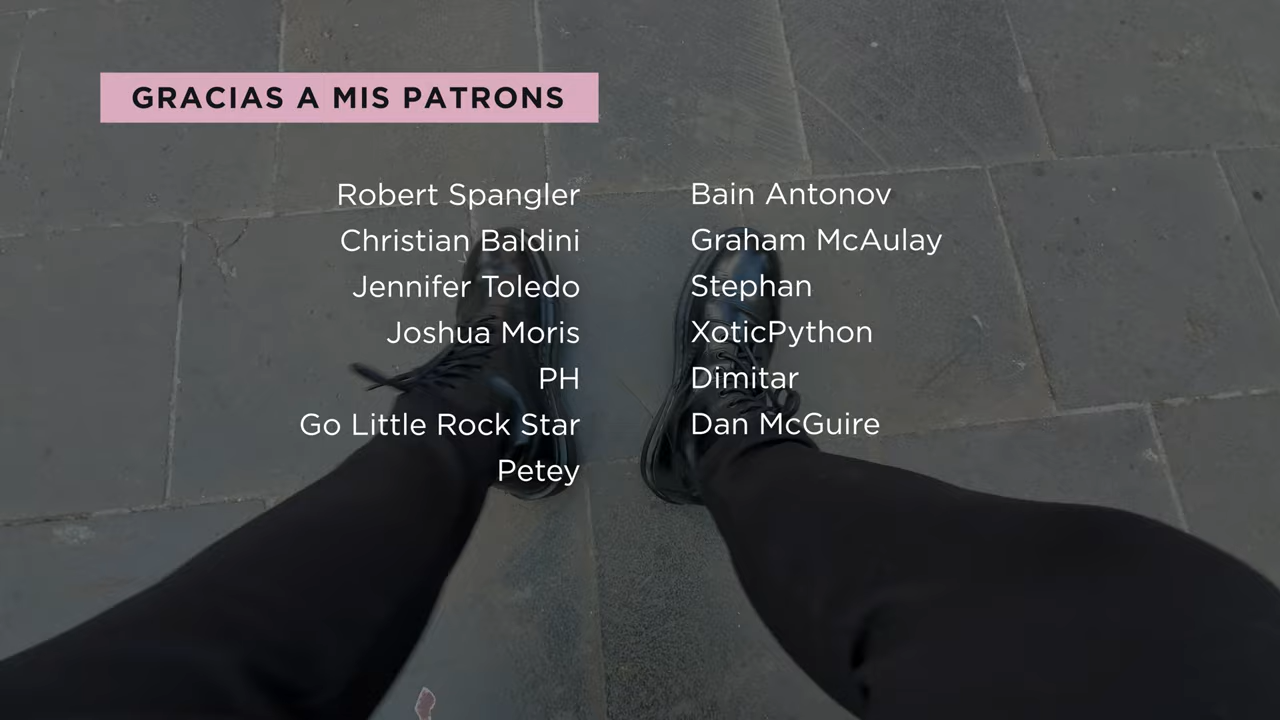 GRACIAS A MIS PATRONS
Robert Spangler
Christian Baldini
Jennifer Toledo
Joshua Moris
PH
Go Little Rock Star
Petey
Bain Antonov
Graham McAulay
Stephan
XoticPython
Dimitar
Dan McGuire